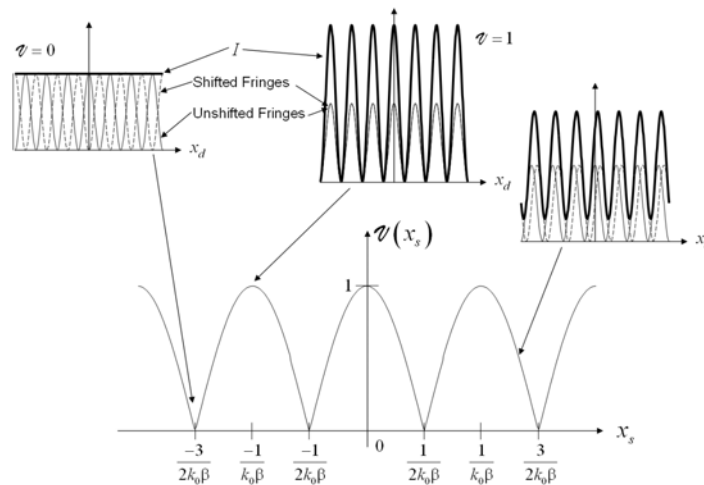 𝒱 = 0
I
Shifted Fringes
Unshifted Fringes
x_d
𝒱 = 1
x_d
x
𝒱(x_s)
1
x_s
0
-3/2k₀β
-1/k₀β
-1/2k₀β
1/2k₀β
1/k₀β
3/2k₀β